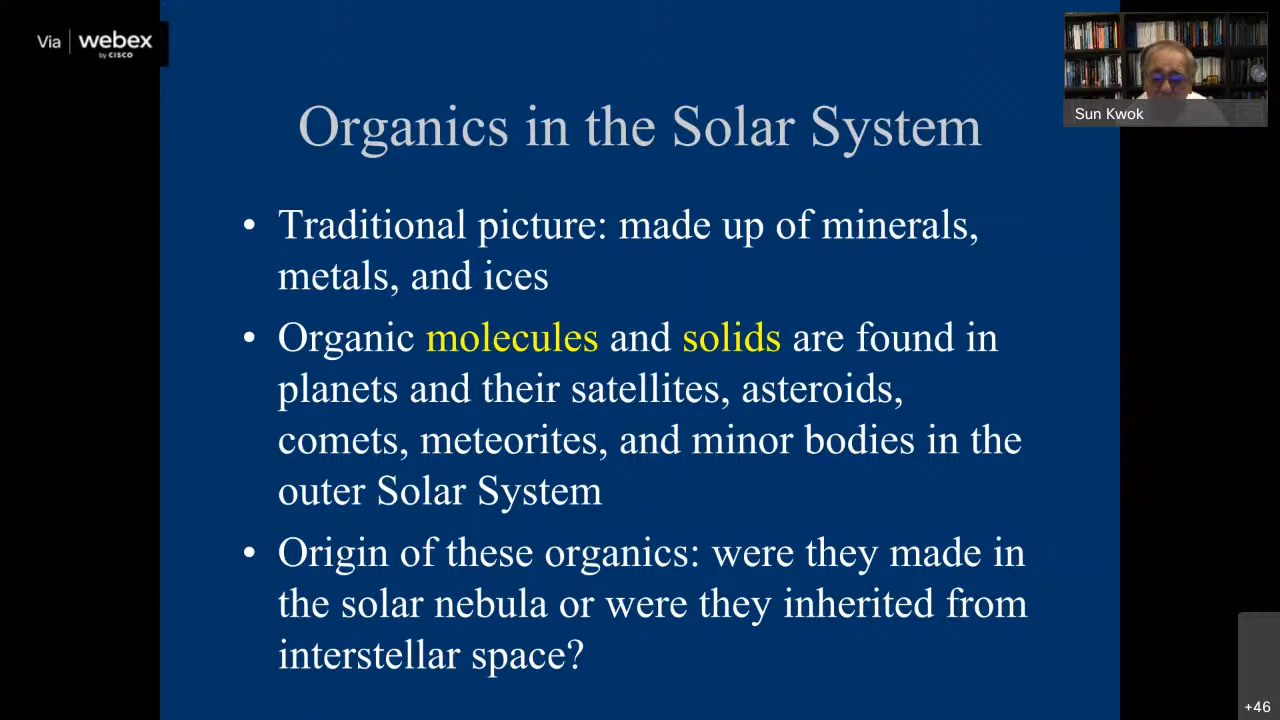 Via webex
by CISCO
Sun Kwok
Organics in the Solar System
• Traditional picture: made up of minerals,
metals, and ices
• Organic molecules and solids are found in
planets and their satellites, asteroids,
comets, meteorites, and minor bodies in the
outer Solar System
• Origin of these organics: were they made in
the solar nebula or were they inherited from
interstellar space?
+46